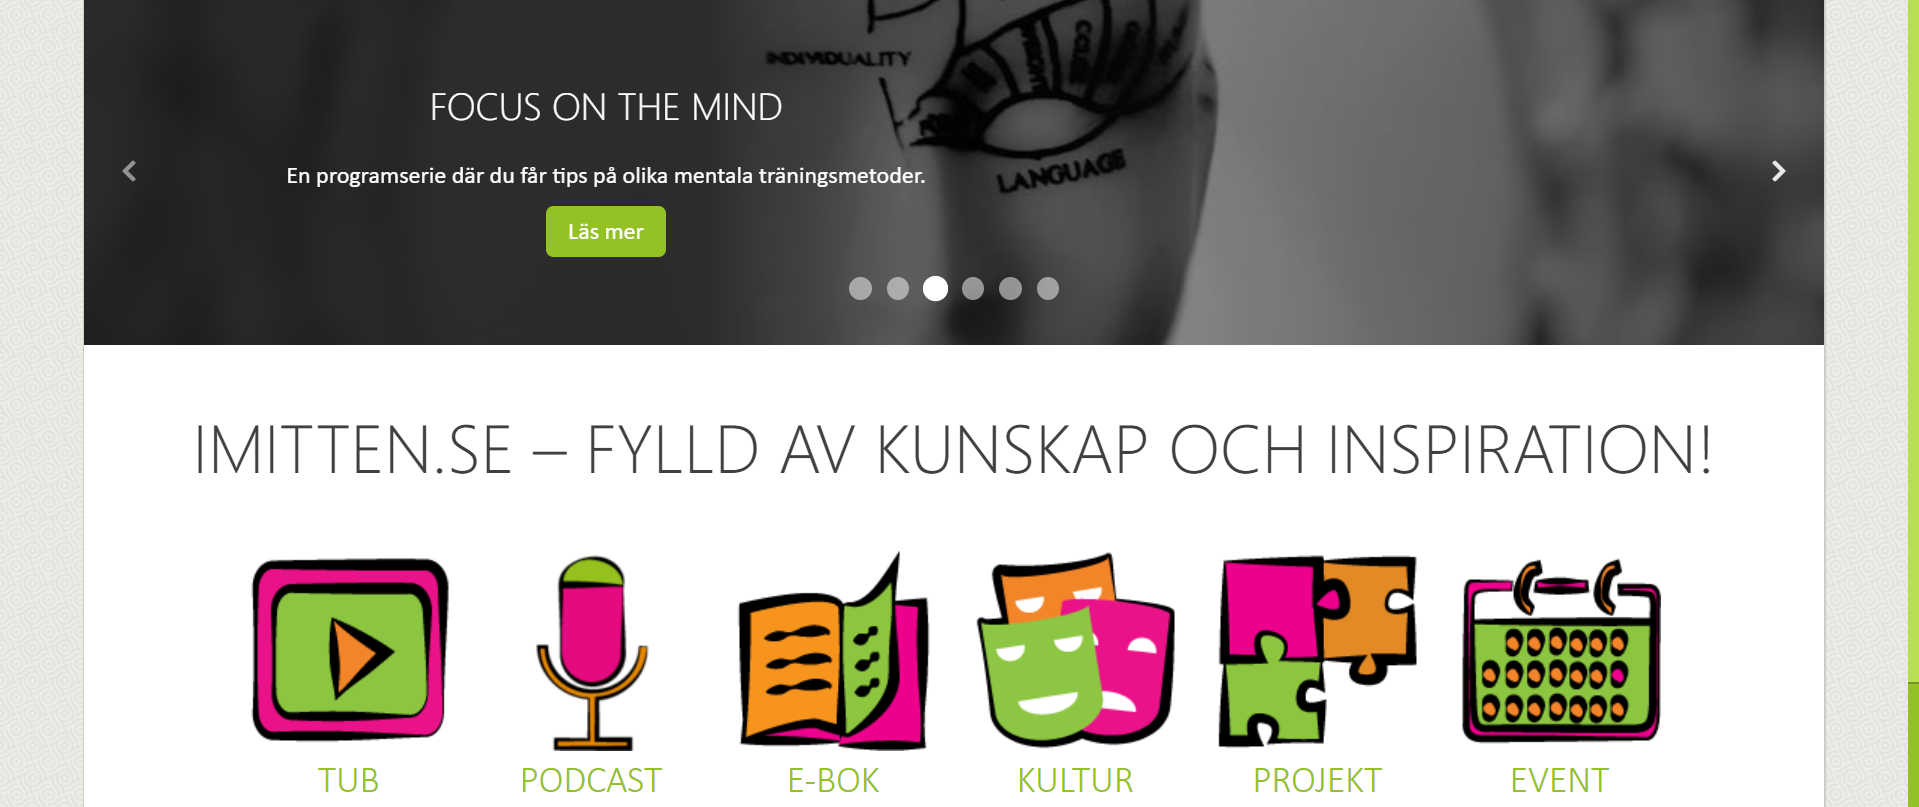 INDIVIDUALITY
FOCUS ON THE MIND
LANGUAGE
En programserie där du får tips på olika mentala träningsmetoder.
Läs mer
IMITTEN.SE – FYLLD AV KUNSKAP OCH INSPIRATION!
TUB
PODCAST
E-BOK
KULTUR
PROJEKT
EVENT